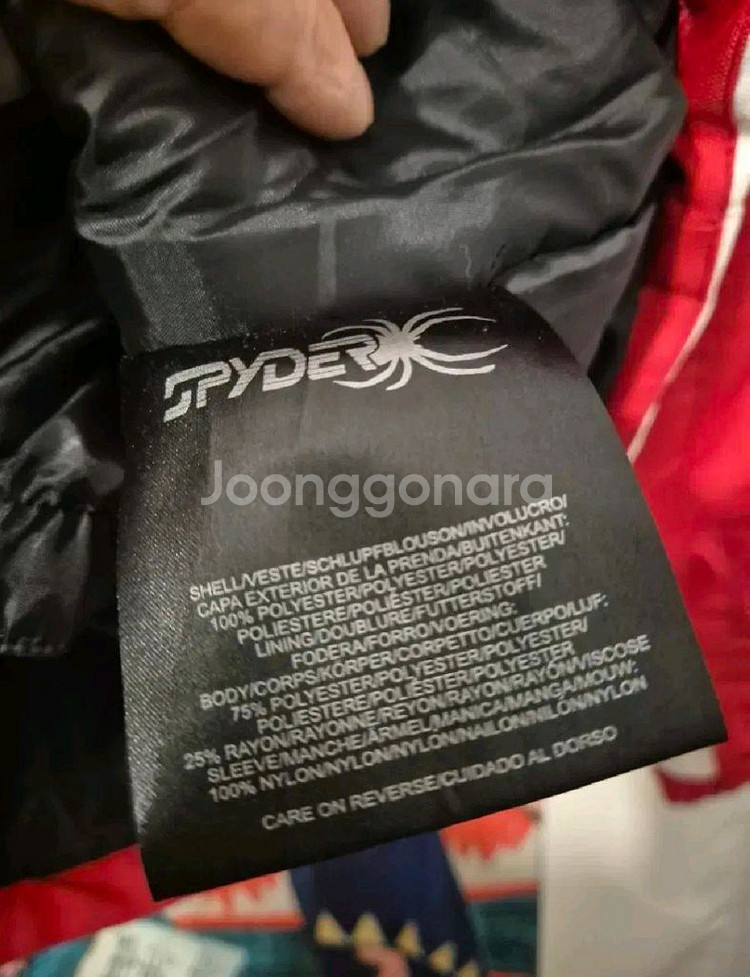 SPYDER
Joonggonara
SHELL/VESTE/SCHLUPFBLOUSON/INVOLUCRO/
CAPA EXTERIOR DE LA PRENDA/BUITENKANT:
100% POLYESTER/POLYESTER/POLYESTER/
POLIESTERE/POLIÉSTER/POLIESTER
LINING/DOUBLURE/FUTTERSTOFF/
FODERA/FORRO/VOERING:
BODY/CORPS/KÖRPER/CORPETTO/CUERPO/LIJF:
75% POLYESTER/POLYESTER/POLYESTER/
POLIESTERE/POLIÉSTER/POLYESTER
25% RAYON/RAYONNE/REYON/RAYON/RAYÓN/VISCOSE
SLEEVE/MANCHE/ÄRMEL/MANICA/MANGA/MOUW:
100% NYLON/NYLON/NYLON/NAILON/NILÓN/NYLON
CARE ON REVERSE/CUIDADO AL DORSO